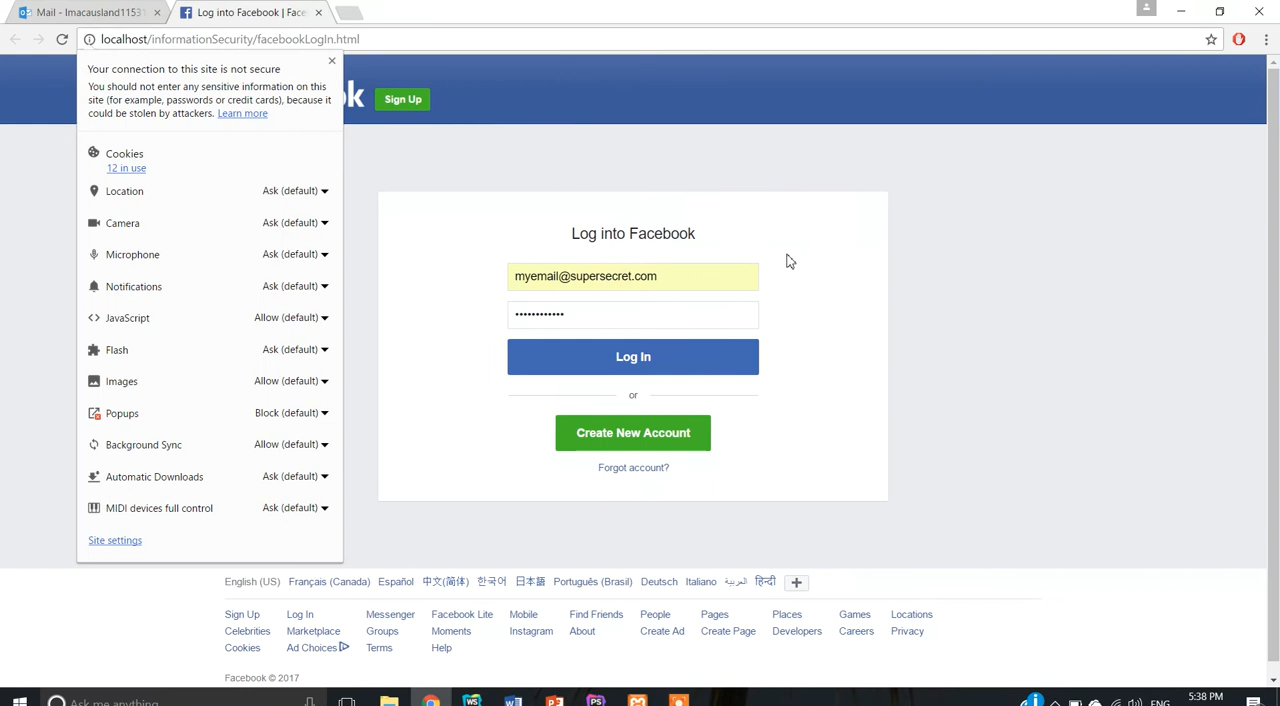 Mail - lmacausland11531
Log into Facebook | Face
localhost/informationSecurity/facebookLogIn.html
Your connection to this site is not secure
You should not enter any sensitive information on this
site (for example, passwords or credit cards), because it
could be stolen by attackers. Learn more
Cookies
12 in use
Location Ask (default)
Camera Ask (default)
Microphone Ask (default)
Notifications Ask (default)
JavaScript Allow (default)
Flash Ask (default)
Images Allow (default)
Popups Block (default)
Background Sync Allow (default)
Automatic Downloads Ask (default)
MIDI devices full control Ask (default)
Site settings
ok
Sign Up
Log into Facebook
myemail@supersecret.com
••••••••••••
Log In
or
Create New Account
Forgot account?
English (US) Français (Canada) Español 中文(简体) 한국어 日本語 Português (Brasil) Deutsch Italiano العربية हिन्दी +
Sign Up Log In Messenger Facebook Lite Mobile Find Friends People Pages Places Games Locations
Celebrities Marketplace Groups Moments Instagram About Create Ad Create Page Developers Careers Privacy
Cookies Ad Choices Terms Help
Facebook © 2017
Ask me anything
WS
PS
ENG
5:38 PM